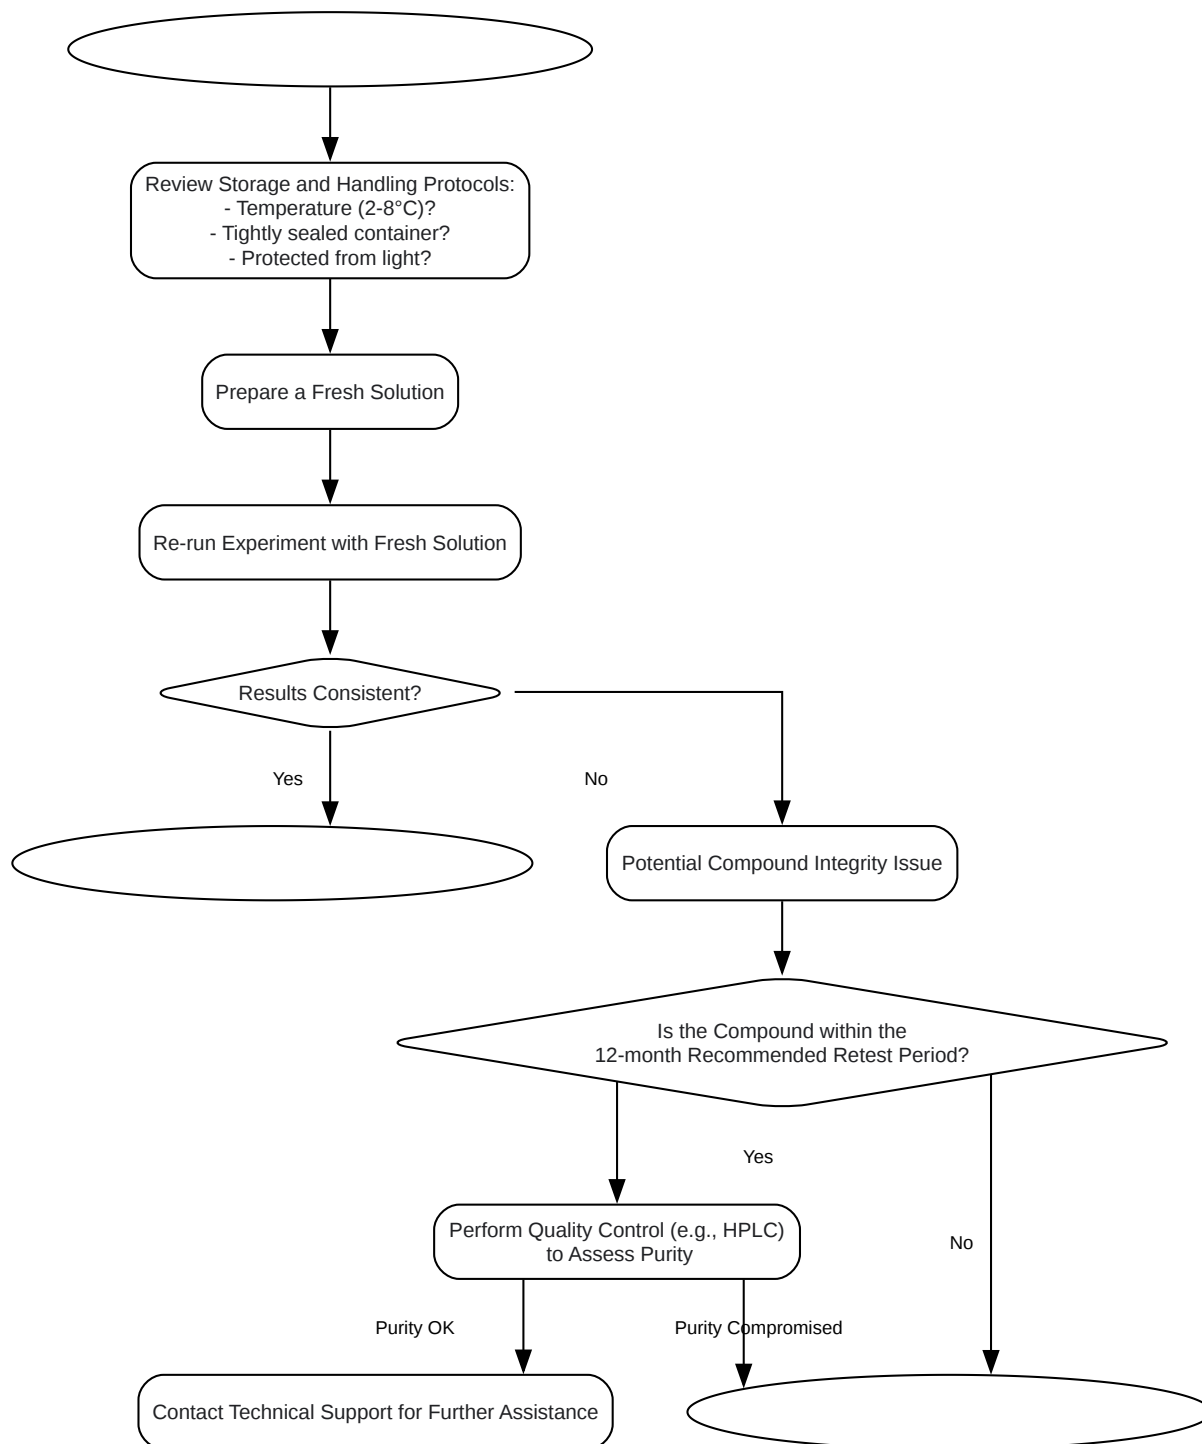 Review Storage and Handling Protocols:
- Temperature (2-8°C)?
- Tightly sealed container?
- Protected from light?
Prepare a Fresh Solution
Re-run Experiment with Fresh Solution
Results Consistent?
Yes
No
Potential Compound Integrity Issue
Is the Compound within the
12-month Recommended Retest Period?
Yes
No
Perform Quality Control (e.g., HPLC)
to Assess Purity
Purity OK
Purity Compromised
Contact Technical Support for Further Assistance